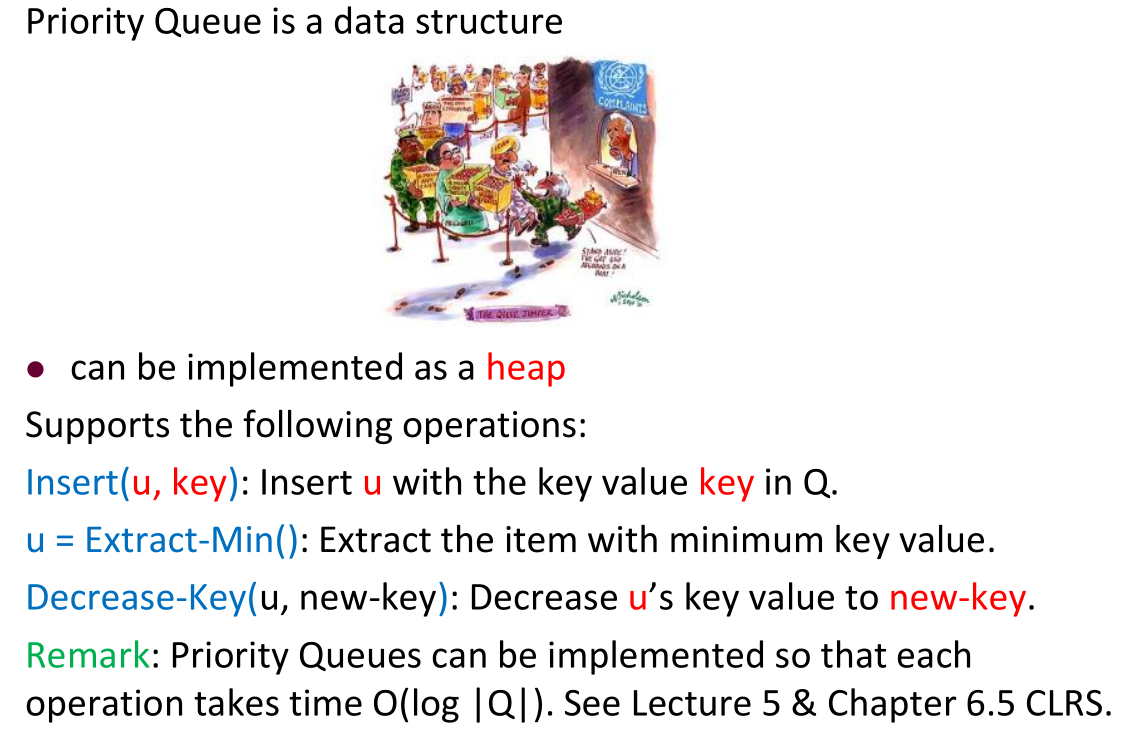 Priority Queue is a data structure
COMPLAINTS
OPEN
STAND ASIDE!
I'VE GOT
ON A
BOAT!
Nicholson
THE QUEUE JUMPER
● can be implemented as a heap
Supports the following operations:
Insert(u, key): Insert u with the key value key in Q.
u = Extract-Min(): Extract the item with minimum key value.
Decrease-Key(u, new-key): Decrease u’s key value to new-key.
Remark: Priority Queues can be implemented so that each
operation takes time O(log |Q|). See Lecture 5 & Chapter 6.5 CLRS.